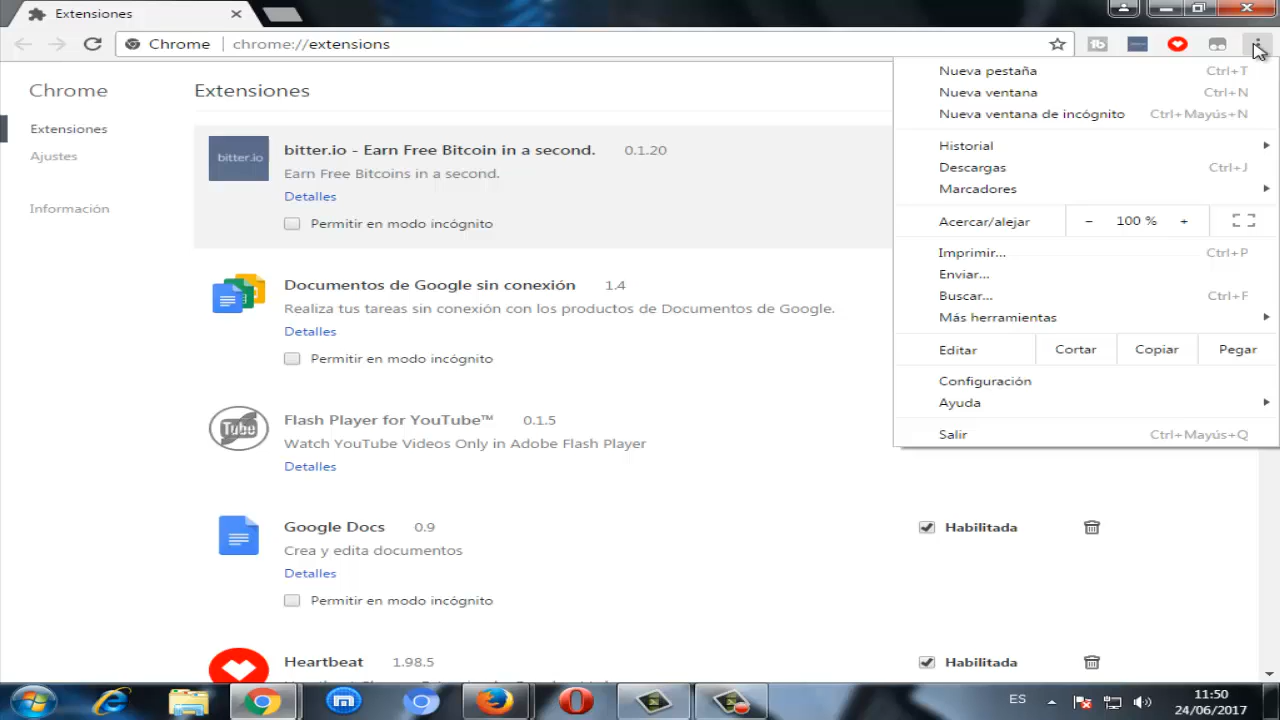 Extensiones
Chrome
chrome://extensions
Chrome
Extensiones
Ajustes
Información
Extensiones
bitter.io
bitter.io - Earn Free Bitcoin in a second. 0.1.20
Earn Free Bitcoins in a second.
Detalles
Permitir en modo incógnito
Documentos de Google sin conexión 1.4
Realiza tus tareas sin conexión con los productos de Documentos de Google.
Detalles
Permitir en modo incógnito
Tube
Flash Player for YouTube™ 0.1.5
Watch YouTube Videos Only in Adobe Flash Player
Detalles
Google Docs 0.9
Habilitada
Crea y edita documentos
Detalles
Permitir en modo incógnito
Heartbeat 1.98.5
Habilitada
Nueva pestaña Ctrl+T
Nueva ventana Ctrl+N
Nueva ventana de incógnito Ctrl+Mayús+N
Historial
Descargas Ctrl+J
Marcadores
Acercar/alejar − 100 % +
Imprimir... Ctrl+P
Enviar...
Buscar... Ctrl+F
Más herramientas
Editar Cortar Copiar Pegar
Configuración
Ayuda
Salir Ctrl+Mayús+Q
ES
11:50
24/06/2017